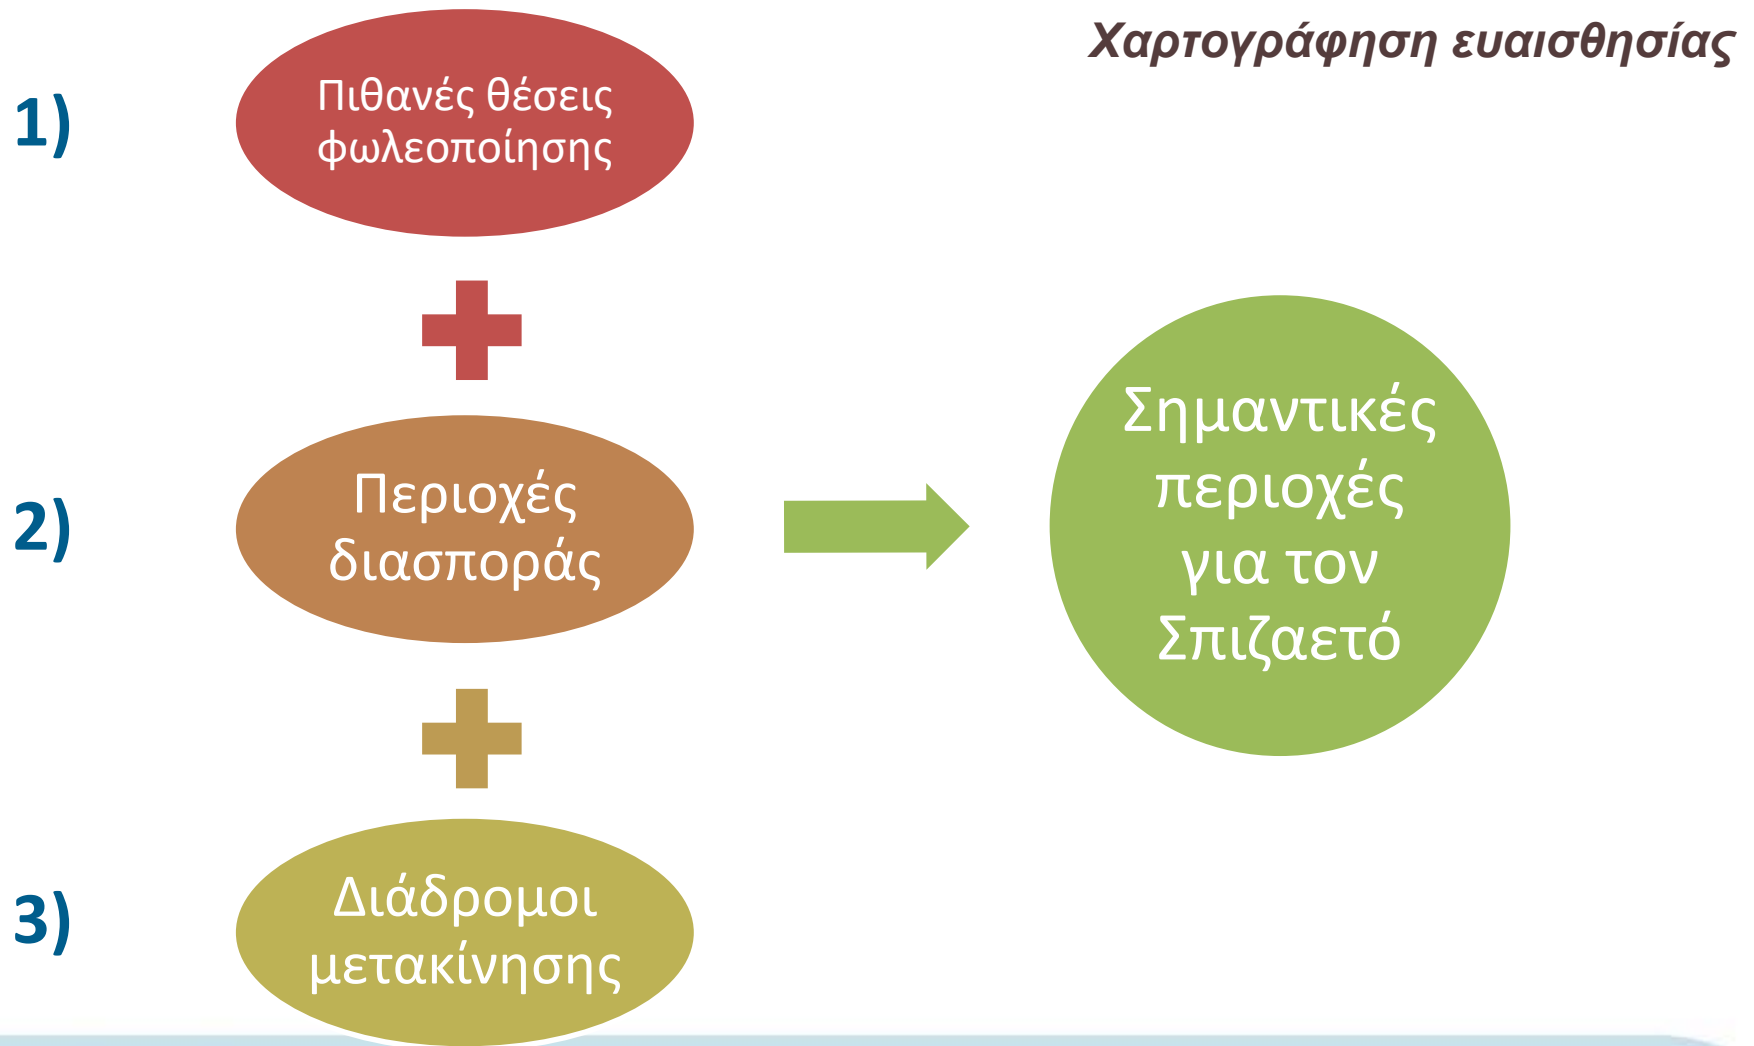 Χαρτογράφηση ευαισθησίας
1)
Πιθανές θέσεις
φωλεοποίησης
2)
Περιοχές
διασποράς
3)
Διάδρομοι
μετακίνησης
Σημαντικές
περιοχές
για τον
Σπιζαετό